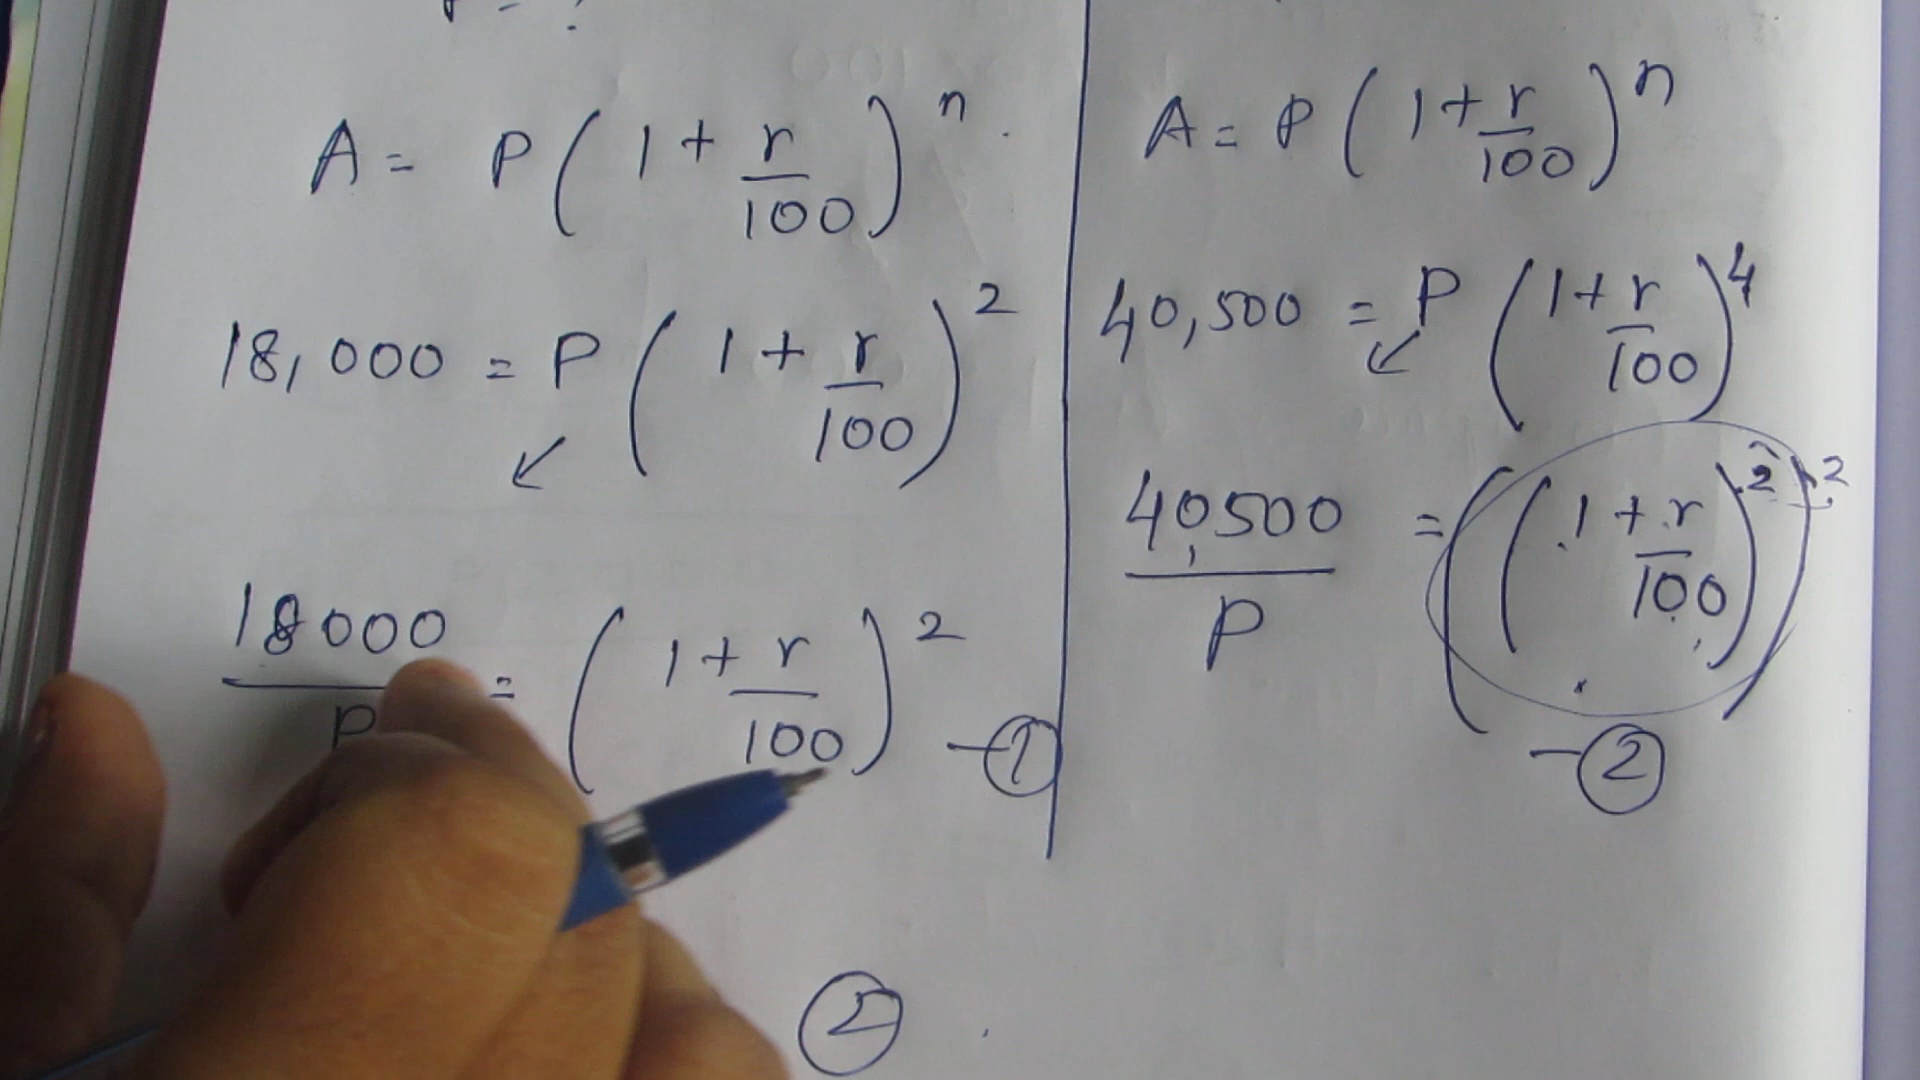 P = ?
A = P ( 1 + r/100 )^n .
18,000 = P ( 1 + r/100 )^2
18000/P = ( 1 + r/100 )^2 - ①
A = P ( 1 + r/100 )^n
40,500 = P ( 1 + r/100 )^4
40,500/P = ( ( 1 + r/100 )^2 )^2
- ②
②